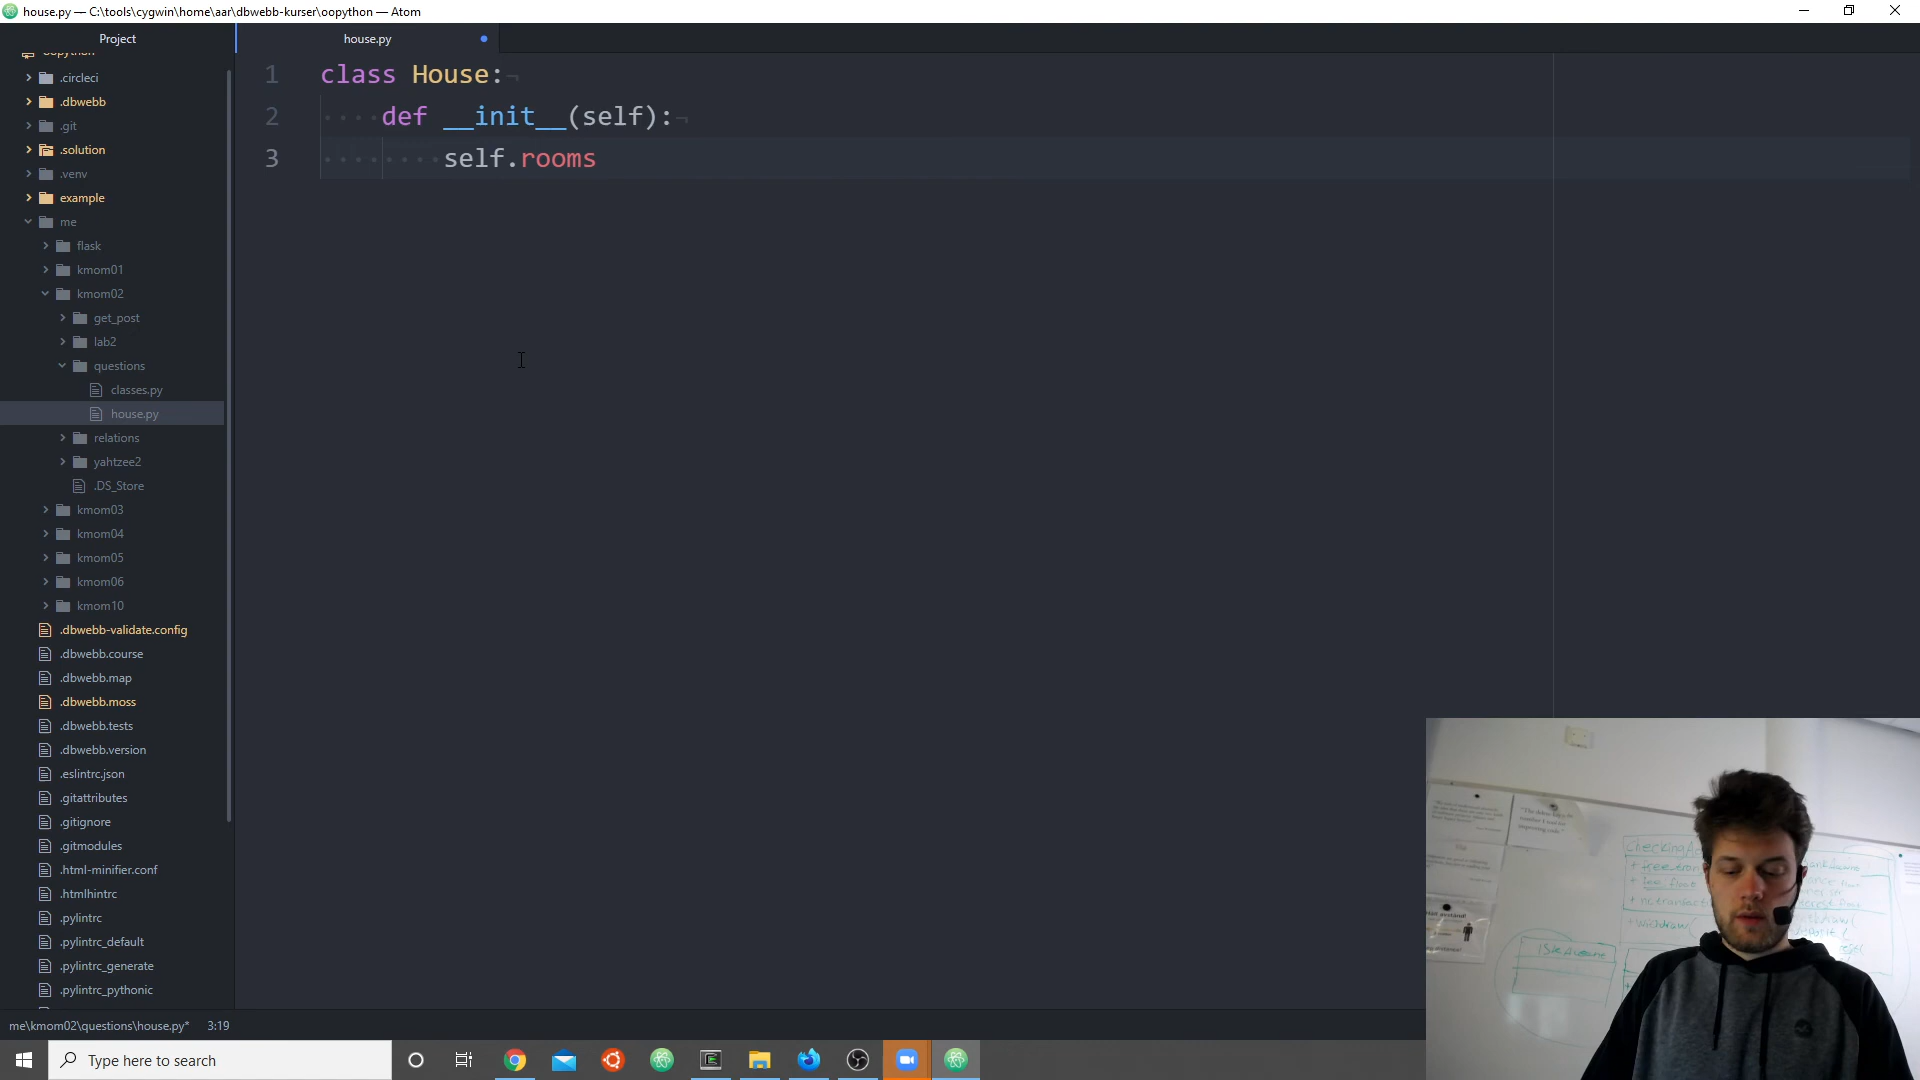 house.py — C:\tools\cygwin\home\aar\dbwebb-kurser\oopython — Atom
Project
house.py
oopython
.circleci
.dbwebb
.git
.solution
.venv
example
me
flask
kmom01
kmom02
get_post
lab2
questions
classes.py
house.py
relations
yahtzee2
.DS_Store
kmom03
kmom04
kmom05
kmom06
kmom10
.dbwebb-validate.config
.dbwebb.course
.dbwebb.map
.dbwebb.moss
.dbwebb.tests
.dbwebb.version
.eslintrc.json
.gitattributes
.gitignore
.gitmodules
.html-minifier.conf
.htmlhintrc
.pylintrc
.pylintrc_default
.pylintrc_generate
.pylintrc_pythonic
1 class House:¬
2 ····def __init__(self):¬
3 ········self.rooms
me\kmom02\questions\house.py* 3:19
Type here to search